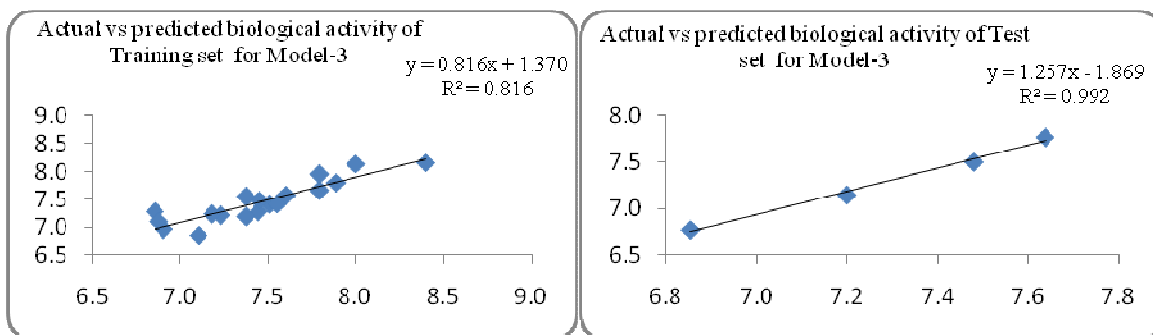 Actual vs predicted biological activity of
Training set for Model-3
y = 0.816x + 1.370
R² = 0.816
9.0
8.5
8.0
7.5
7.0
6.5
6.5 7.0 7.5 8.0 8.5 9.0
Actual vs predicted biological activity of Test
set for Model-3
y = 1.257x - 1.869
R² = 0.992
8.0
7.5
7.0
6.5
6.8 7.0 7.2 7.4 7.6 7.8